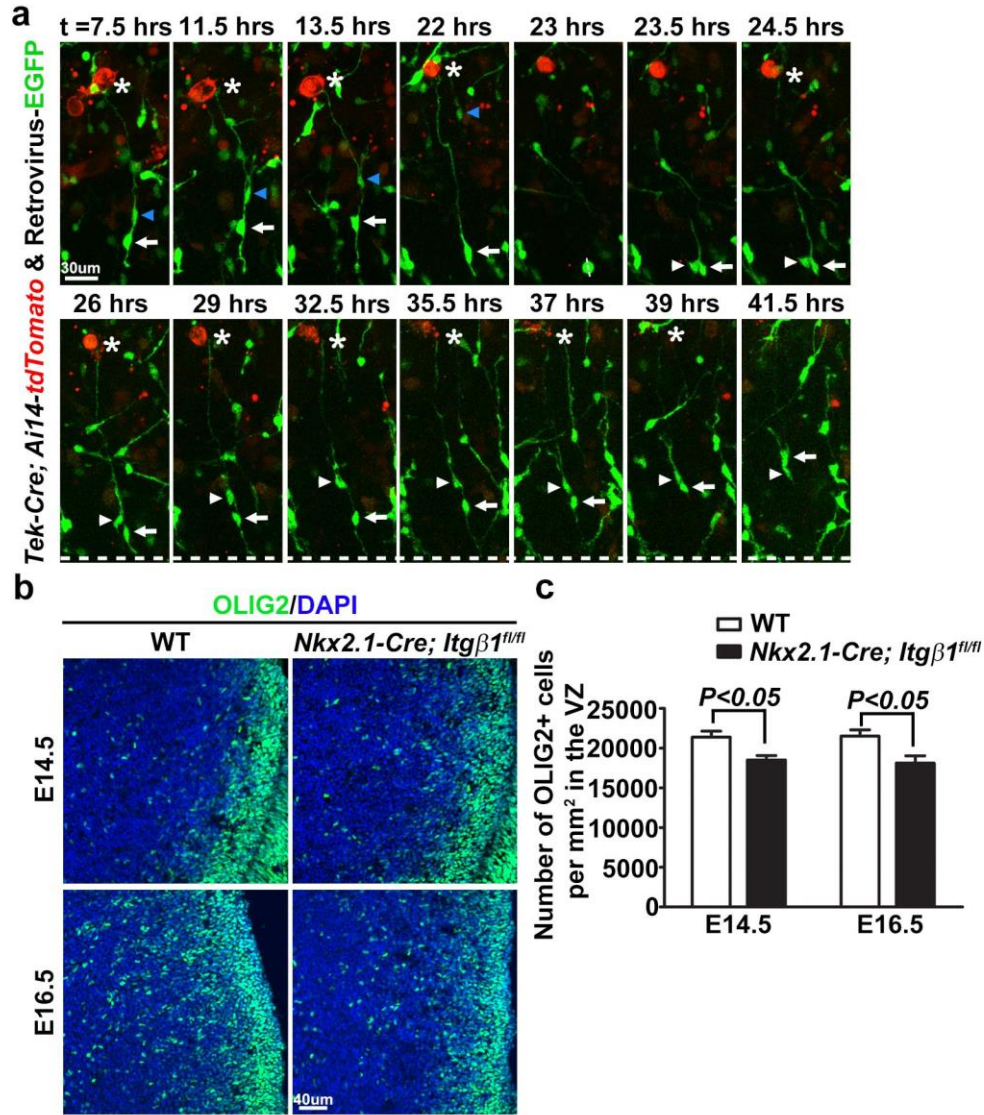 a
t =7.5 hrs 11.5 hrs 13.5 hrs 22 hrs 23 hrs 23.5 hrs 24.5 hrs
Tek-Cre; Ai14-tdTomato & Retrovirus-EGFP
* * * * *
30um
26 hrs 29 hrs 32.5 hrs 35.5 hrs 37 hrs 39 hrs 41.5 hrs
* * * * * *
b
OLIG2/DAPI
WT Nkx2.1-Cre; Itgβ1fl/fl
E14.5
E16.5
40um
c
WT
Nkx2.1-Cre; Itgβ1fl/fl
Number of OLIG2+ cells
per mm² in the VZ
P<0.05 P<0.05
25000
20000
15000
10000
5000
0
E14.5 E16.5